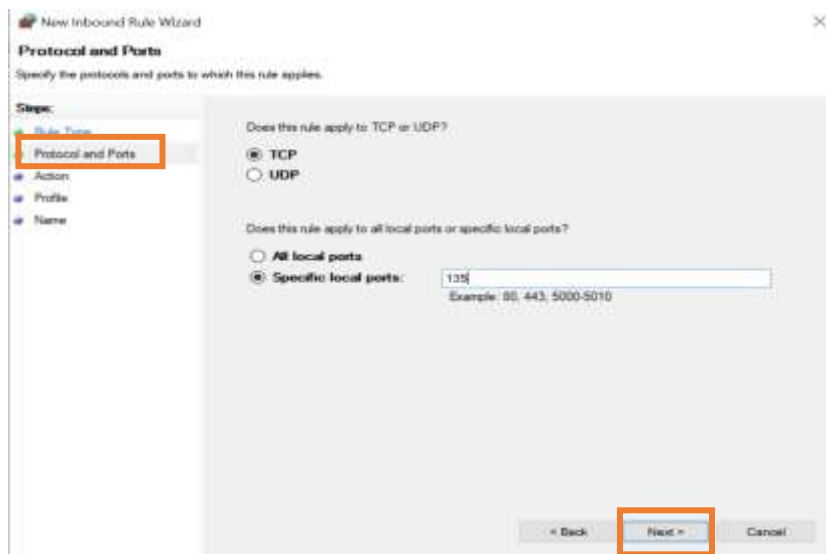 New Inbound Rule Wizard
Protocol and Ports
Specify the protocols and ports to which this rule applies.
Steps:
Rule Type
Protocol and Ports
Action
Profile
Name
Does this rule apply to TCP or UDP?
TCP
UDP
Does this rule apply to all local ports or specific local ports?
All local ports
Specific local ports:
135
Example: 80, 443, 5000-5010
< Back
Next >
Cancel